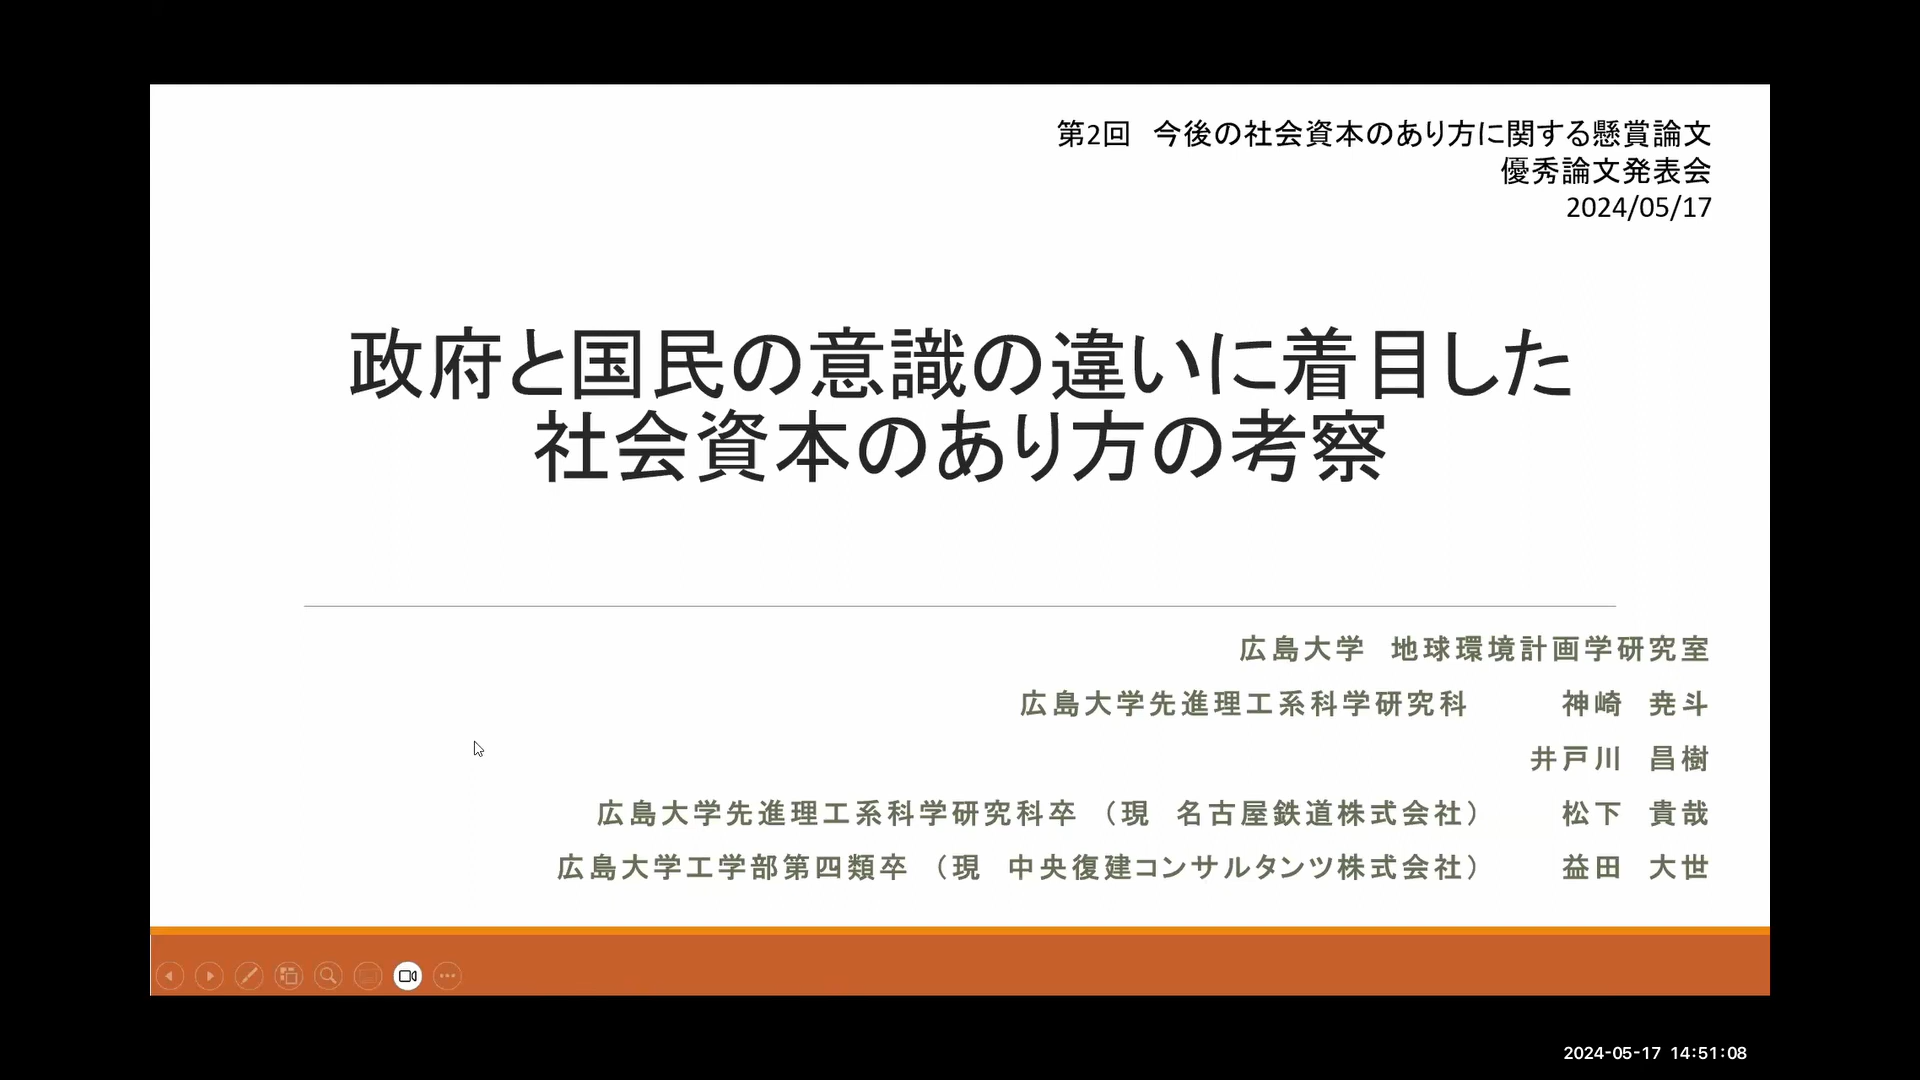 第2回 今後の社会資本のあり方に関する懸賞論文
優秀論文発表会
2024/05/17
政府と国民の意識の違いに着目した
社会資本のあり方の考察
広島大学 地球環境計画学研究室
広島大学先進理工系科学研究科 神崎 尭斗
井戸川 昌樹
広島大学先進理工系科学研究科卒 （現 名古屋鉄道株式会社） 松下 貴哉
広島大学工学部第四類卒 （現 中央復建コンサルタンツ株式会社） 益田 大世
2024-05-17 14:51:08